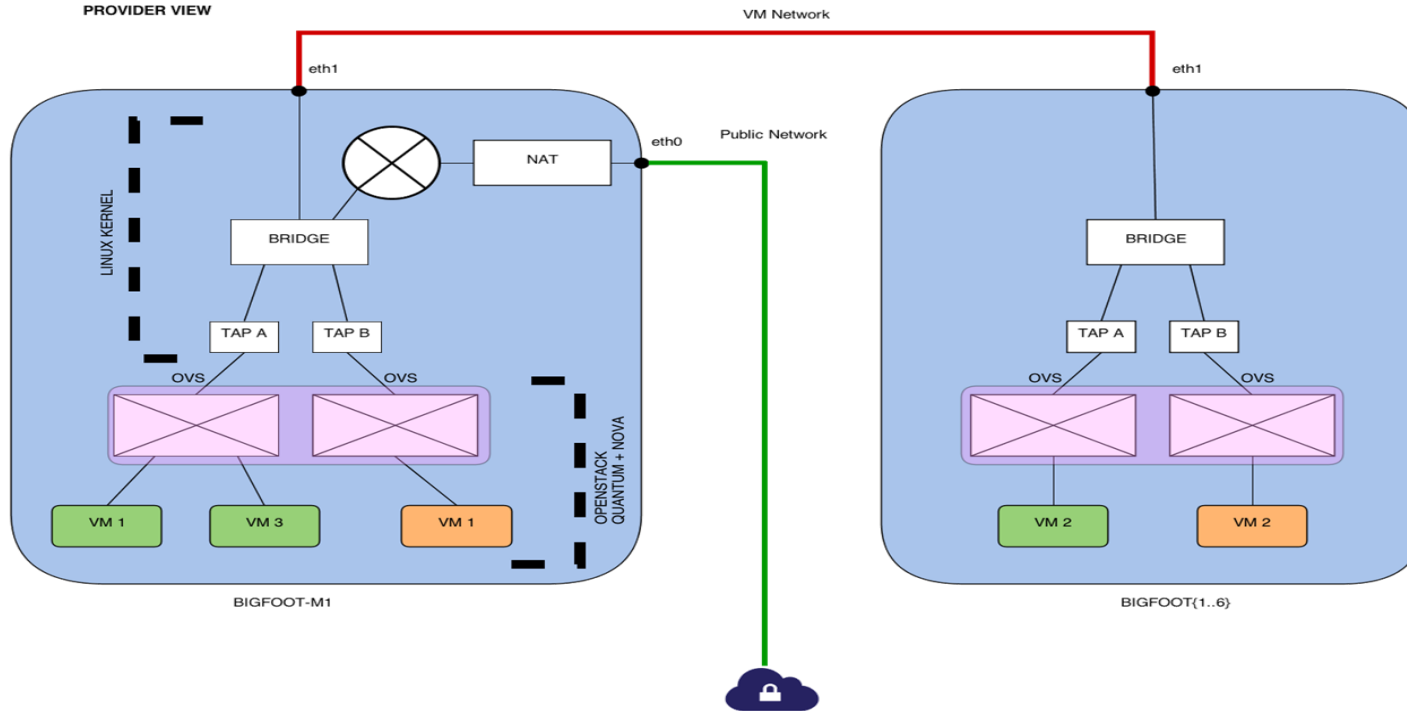 PROVIDER VIEW
VM Network
eth1
eth1
Public Network
eth0
NAT
LINUX KERNEL
BRIDGE
BRIDGE
TAP A
TAP B
TAP A
TAP B
OVS
OVS
OVS
OVS
OPENSTACK
QUANTUM + NOVA
VM 1
VM 3
VM 1
VM 2
VM 2
BIGFOOT-M1
BIGFOOT{1..6}